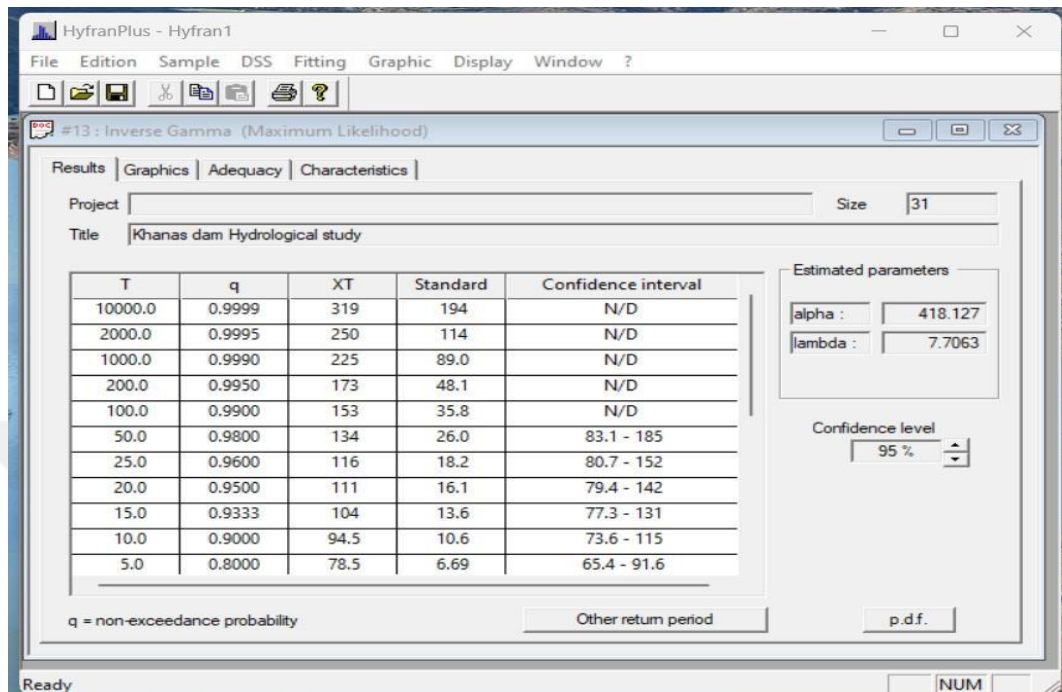 HyfranPlus - Hyfran1
File Edition Sample DSS Fitting Graphic Display Window ?
#13 : Inverse Gamma (Maximum Likelihood)
Results Graphics Adequacy Characteristics
Project Size 31
Title Khanas dam Hydrological study
Estimated parameters
T q XT Standard Confidence interval
10000.0 0.9999 319 194 N/D
alpha : 418.127
2000.0 0.9995 250 114 N/D
lambda : 7.7063
1000.0 0.9990 225 89.0 N/D
200.0 0.9950 173 48.1 N/D
100.0 0.9900 153 35.8 N/D
50.0 0.9800 134 26.0 83.1 - 185
Confidence level
25.0 0.9600 116 18.2 80.7 - 152
95 %
20.0 0.9500 111 16.1 79.4 - 142
15.0 0.9333 104 13.6 77.3 - 131
10.0 0.9000 94.5 10.6 73.6 - 115
5.0 0.8000 78.5 6.69 65.4 - 91.6
q = non-exceedance probability Other return period p.d.f.
Ready NUM